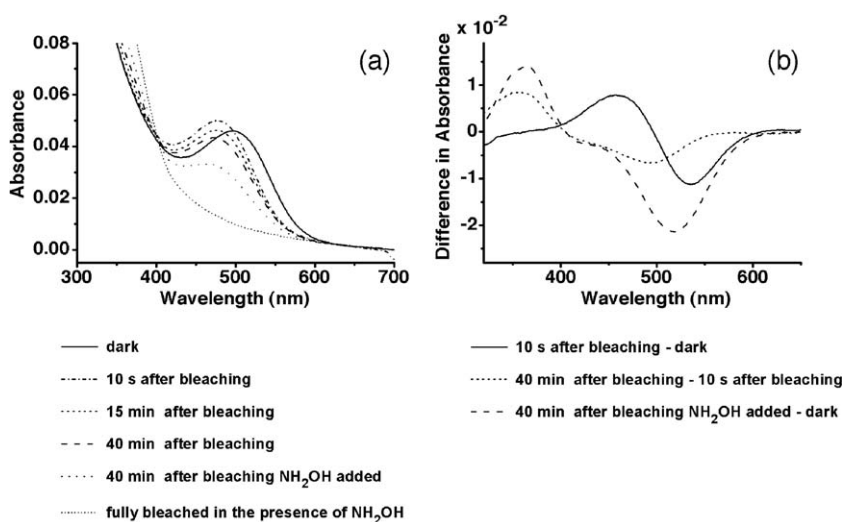 (a)
0.08
0.06
0.04
0.02
0.00
Absorbance
300 400 500 600 700
Wavelength (nm)
dark
10 s after bleaching
15 min after bleaching
40 min after bleaching
40 min after bleaching NH2OH added
fully bleached in the presence of NH2OH
x 10-2
(b)
1
0
-1
-2
Difference in Absorbance
400 500 600
Wavelength (nm)
10 s after bleaching - dark
40 min after bleaching - 10 s after bleaching
40 min after bleaching NH2OH added - dark